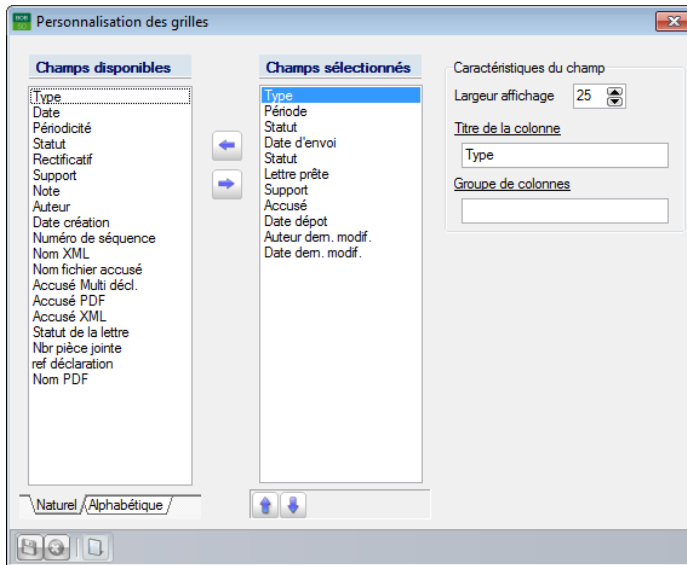 BOB
50
Personnalisation des grilles
Champs disponibles
Type
Date
Périodicité
Statut
Rectificatif
Support
Note
Auteur
Date création
Numéro de séquence
Nom XML
Nom fichier accusé
Accusé Multi décl.
Accusé PDF
Accusé XML
Statut de la lettre
Nbr pièce jointe
ref déclaration
Nom PDF
Naturel
Alphabétique
Champs sélectionnés
Type
Période
Statut
Date d'envoi
Statut
Lettre prête
Support
Accusé
Date dépot
Auteur dern. modif.
Date dern. modif.
Caractéristiques du champ
Largeur affichage 25
Titre de la colonne
Type
Groupe de colonnes